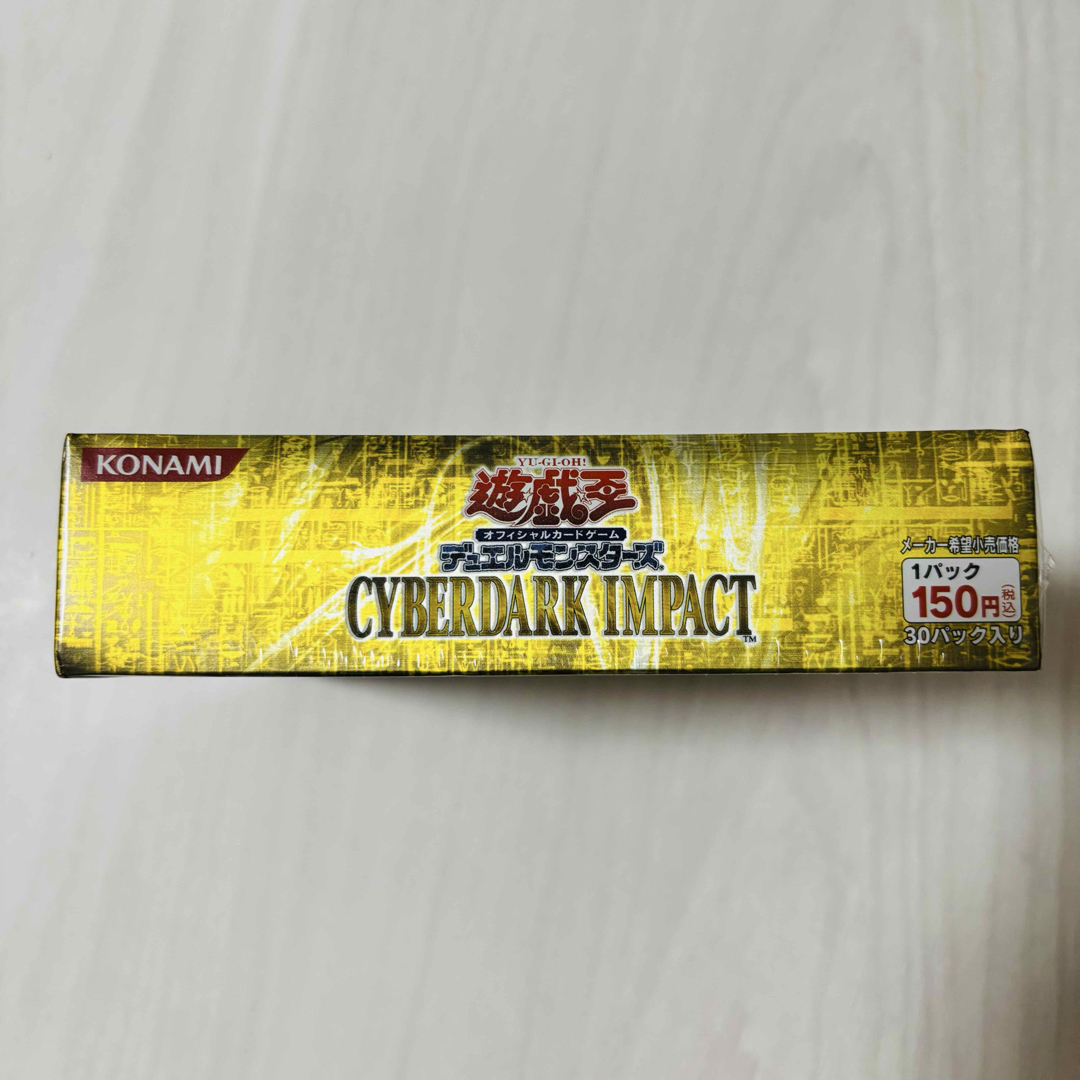 KONAMI
YU-GI-OH!
遊戯王
オフィシャルカードゲーム
デュエルモンスターズ
CYBERDARK IMPACT™
メーカー希望小売価格
1パック
150円(税込)
30パック入り